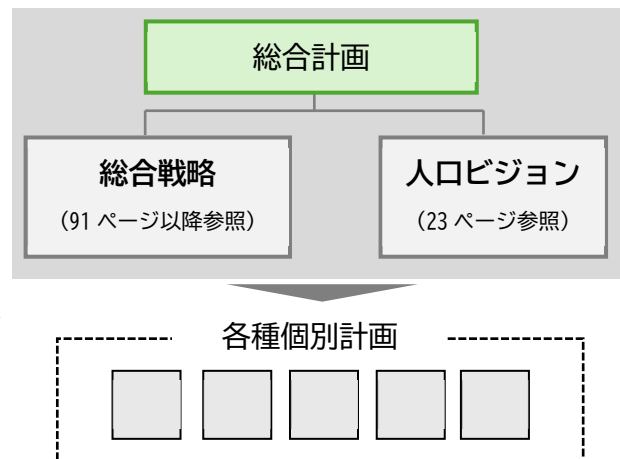 総合計画
総合戦略
（91 ページ以降参照）
人口ビジョン
（23 ページ参照）
各種個別計画